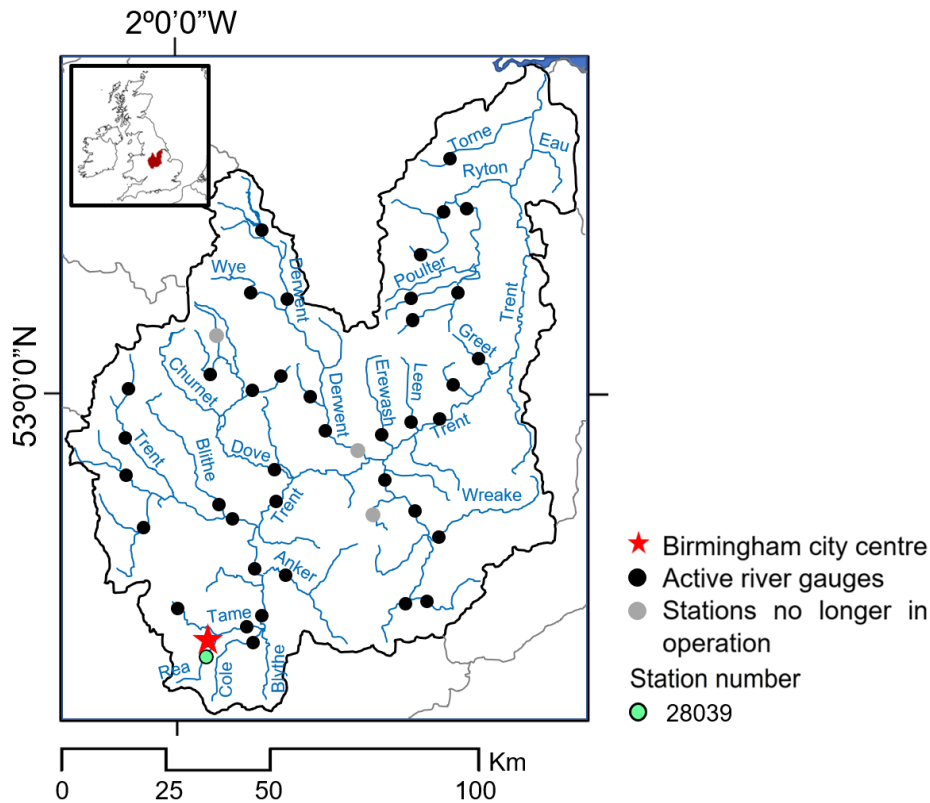 2º0'0”W
53º0'0”N
Torne
Eau
Ryton
Wye
Derwent
Poulter
Trent
Greet
Churnet
Derwent
Erewash
Leen
Trent
Trent
Blithe
Dove
Trent
Wreake
Anker
Tame
Rea
Cole
Blythe
Birmingham city centre
Active river gauges
Stations no longer in
operation
Station number
28039
Km
0 25 50 100